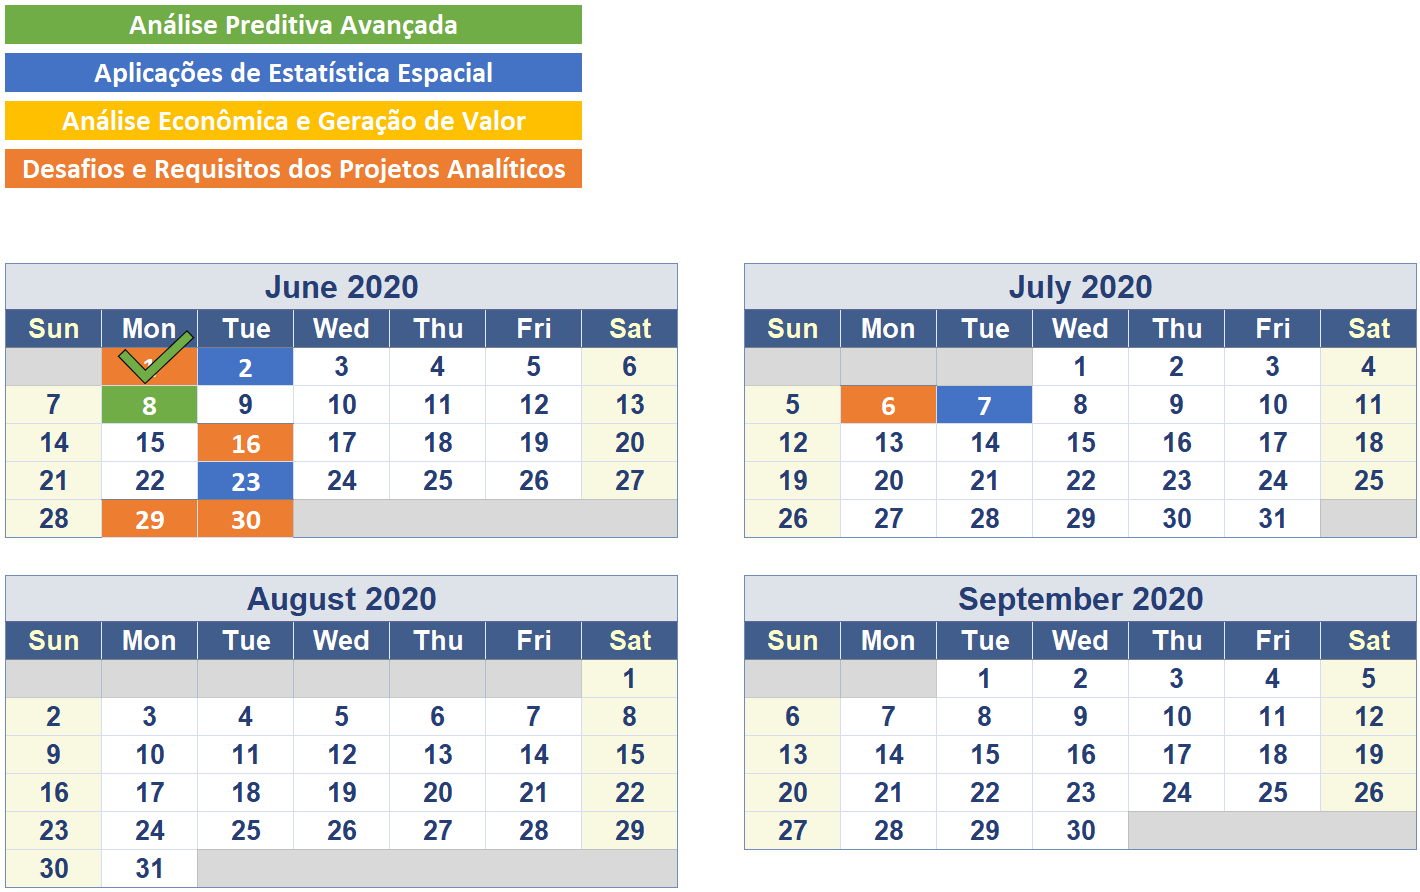 Análise Preditiva Avançada
Aplicações de Estatística Espacial
Análise Econômica e Geração de Valor
Desafios e Requisitos dos Projetos Analíticos
June 2020
Sun Mon Tue Wed Thu Fri Sat
1 2 3 4 5 6
7 8 9 10 11 12 13
14 15 16 17 18 19 20
21 22 23 24 25 26 27
28 29 30
July 2020
Sun Mon Tue Wed Thu Fri Sat
1 2 3 4
5 6 7 8 9 10 11
12 13 14 15 16 17 18
19 20 21 22 23 24 25
26 27 28 29 30 31
August 2020
Sun Mon Tue Wed Thu Fri Sat
1
2 3 4 5 6 7 8
9 10 11 12 13 14 15
16 17 18 19 20 21 22
23 24 25 26 27 28 29
30 31
September 2020
Sun Mon Tue Wed Thu Fri Sat
1 2 3 4 5
6 7 8 9 10 11 12
13 14 15 16 17 18 19
20 21 22 23 24 25 26
27 28 29 30